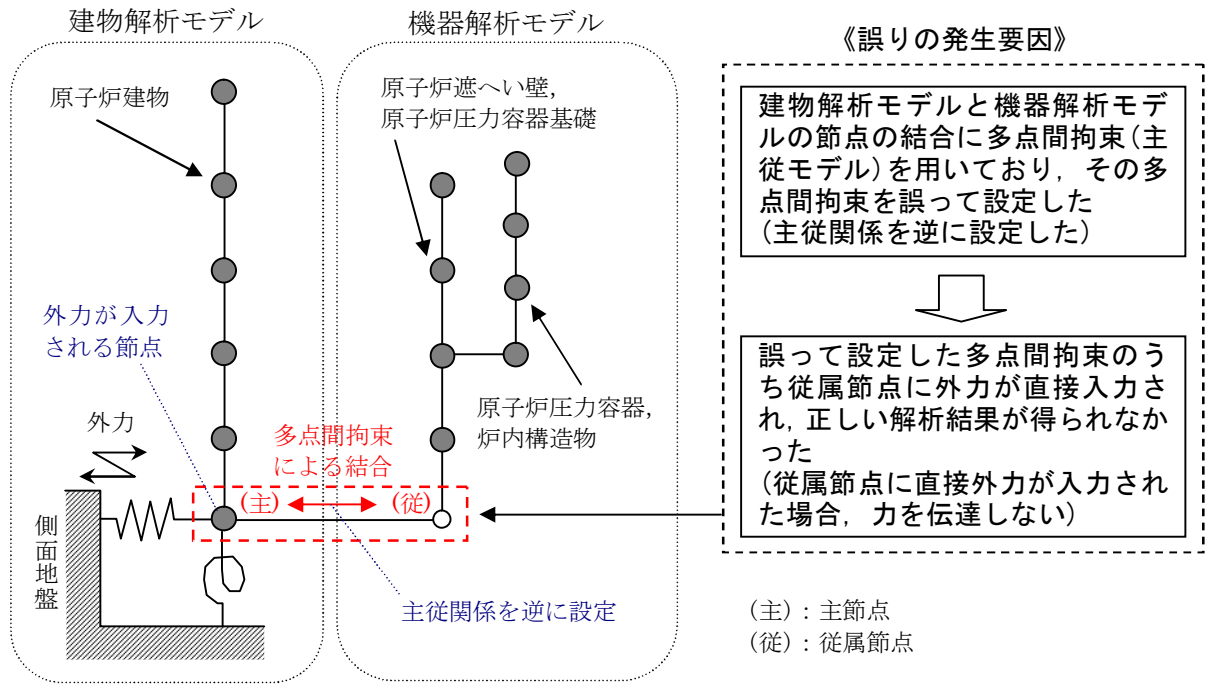 建物解析モデル
機器解析モデル
原子炉建物
原子炉遮へい壁，
原子炉圧力容器基礎
外力が入力
される節点
外力
原子炉圧力容器，
炉内構造物
多点間拘束
による結合
(主)
(従)
側面地盤
主従関係を逆に設定
《誤りの発生要因》
建物解析モデルと機器解析モデ
ルの節点の結合に多点間拘束(主
従モデル)を用いており，その多
点間拘束を誤って設定した
(主従関係を逆に設定した)
誤って設定した多点間拘束のう
ち従属節点に外力が直接入力さ
れ，正しい解析結果が得られなか
った
(従属節点に直接外力が入力され
た場合，力を伝達しない)
(主)：主節点
(従)：従属節点